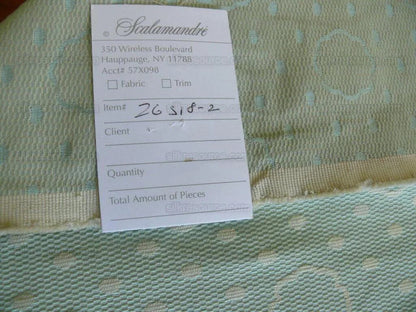 © Scalamandré
350 Wireless Boulevard
Hauppauge, NY 11788
Acct# 57X098
Fabric Trim
Item# 26518-2
Client
Quantity
Total Amount of Pieces